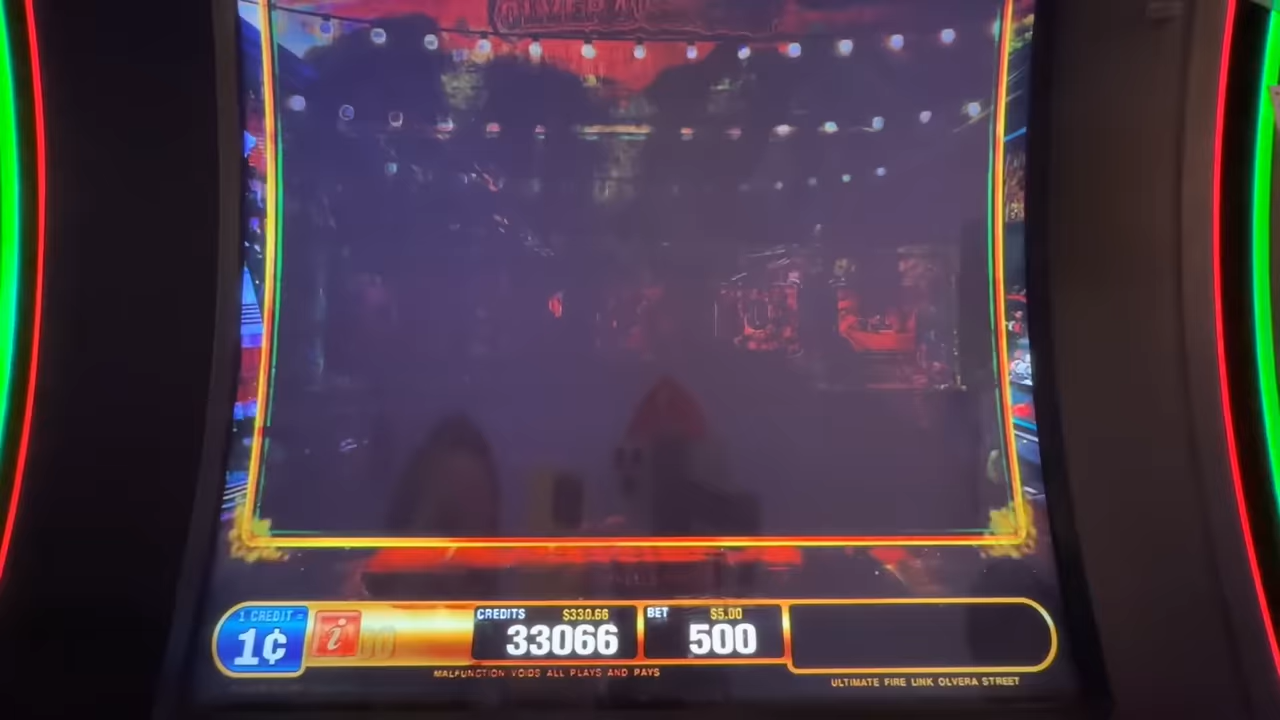 1 CREDIT =
1¢
i
CREDITS $330.66
33066
BET $5.00
500
MALFUNCTION VOIDS ALL PLAYS AND PAYS
ULTIMATE FIRE LINK OLVERA STREET